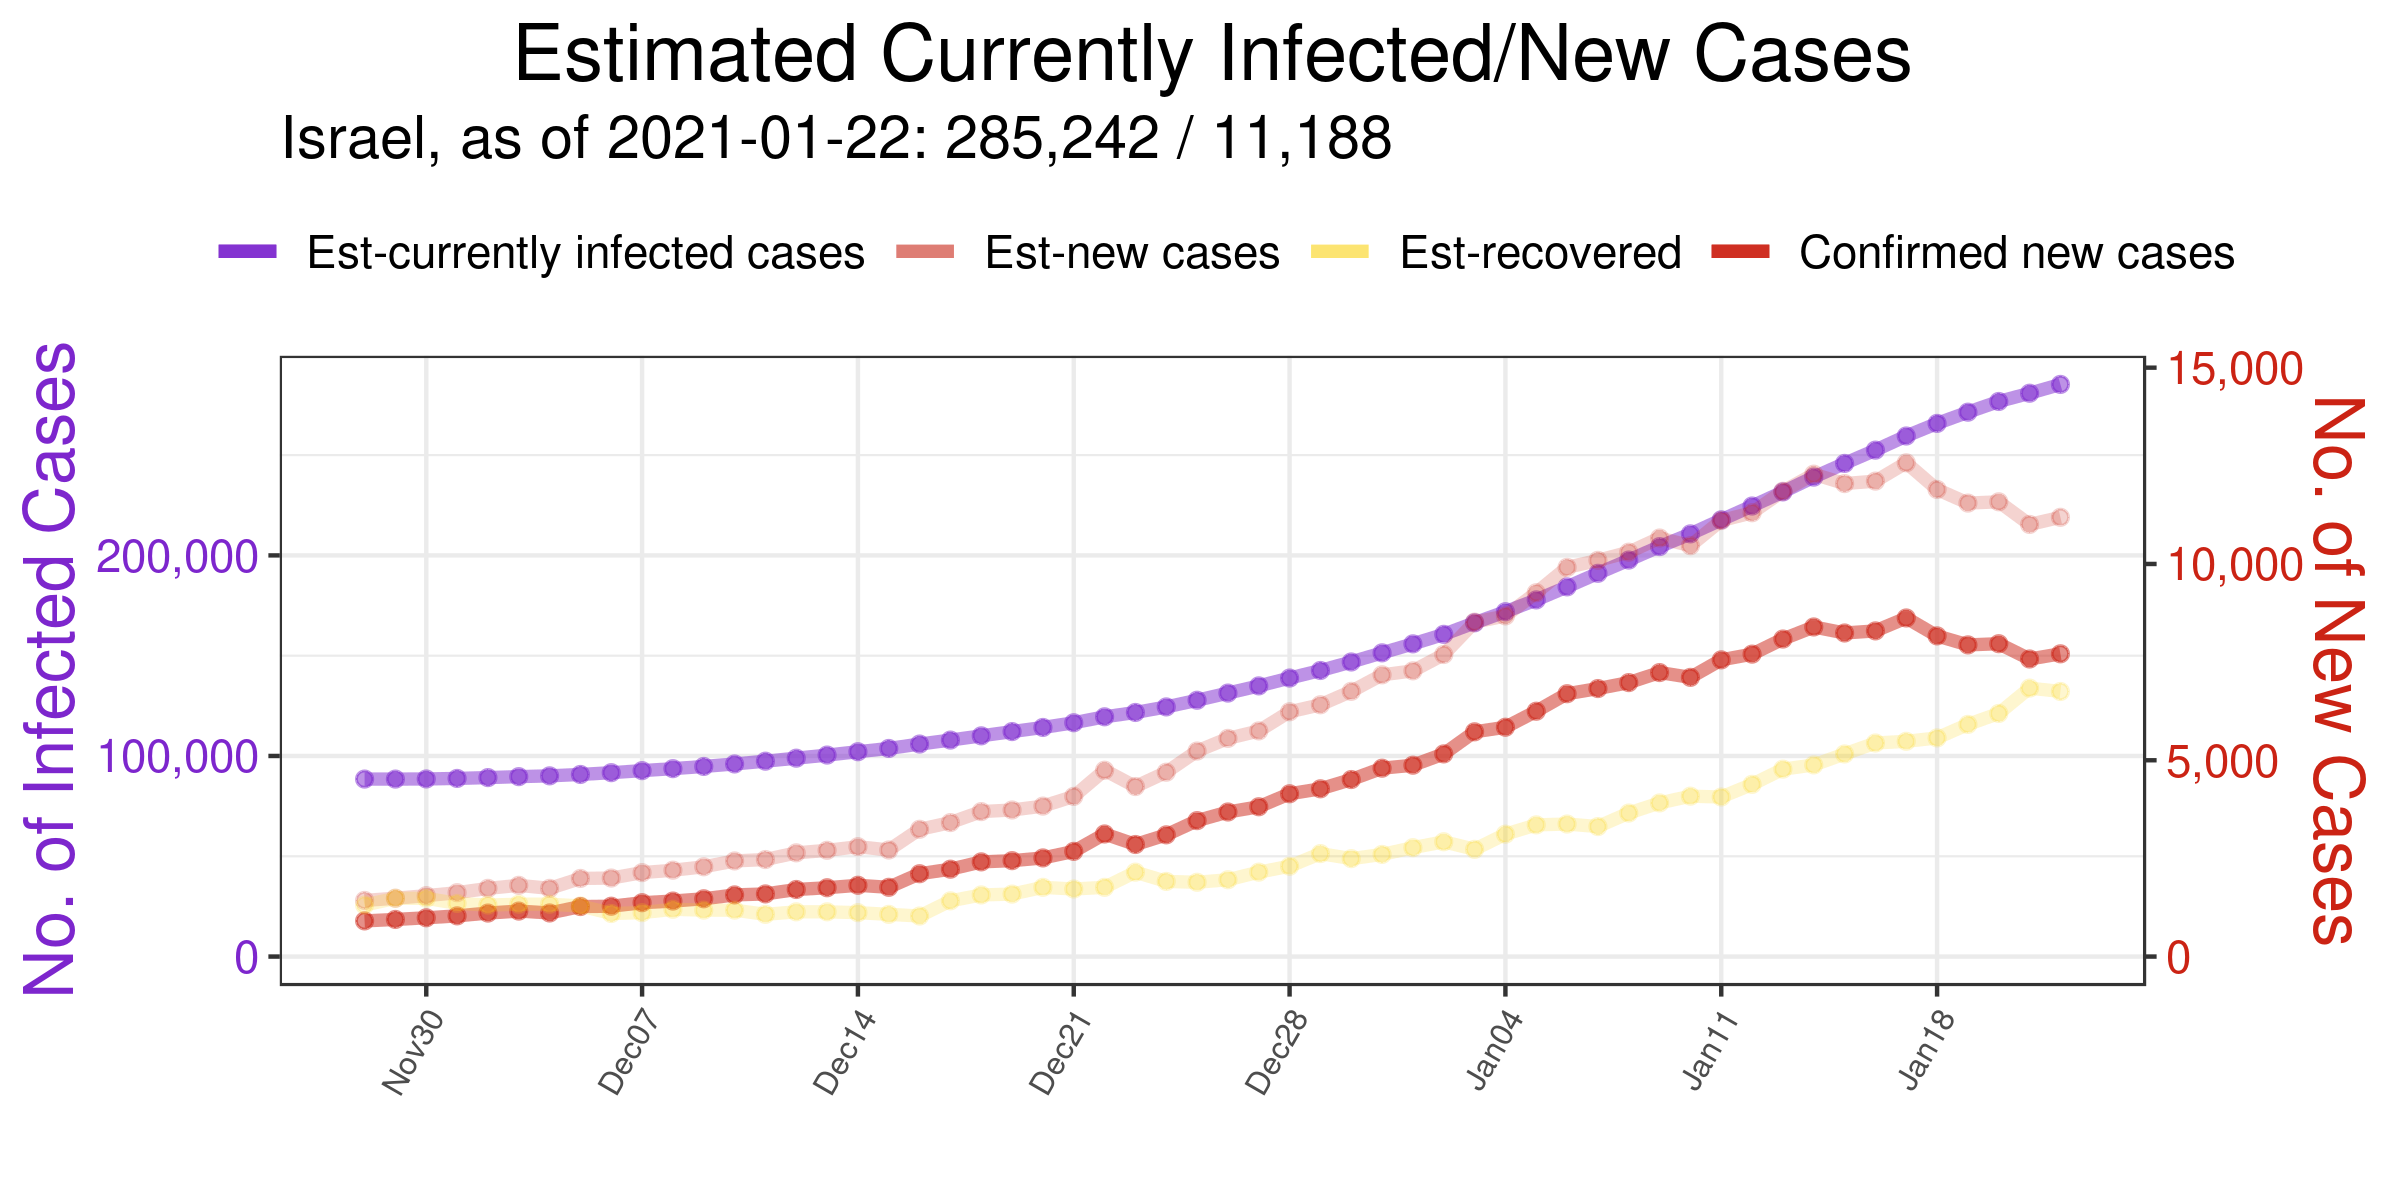 Estimated Currently Infected/New Cases
Israel, as of 2021-01-22: 285,242 / 11,188
Est-currently infected cases
Est-new cases
Est-recovered
Confirmed new cases
No. of Infected Cases
200,000
100,000
0
15,000
10,000
5,000
0
No. of New Cases
Nov30
Dec07
Dec14
Dec21
Dec28
Jan04
Jan11
Jan18